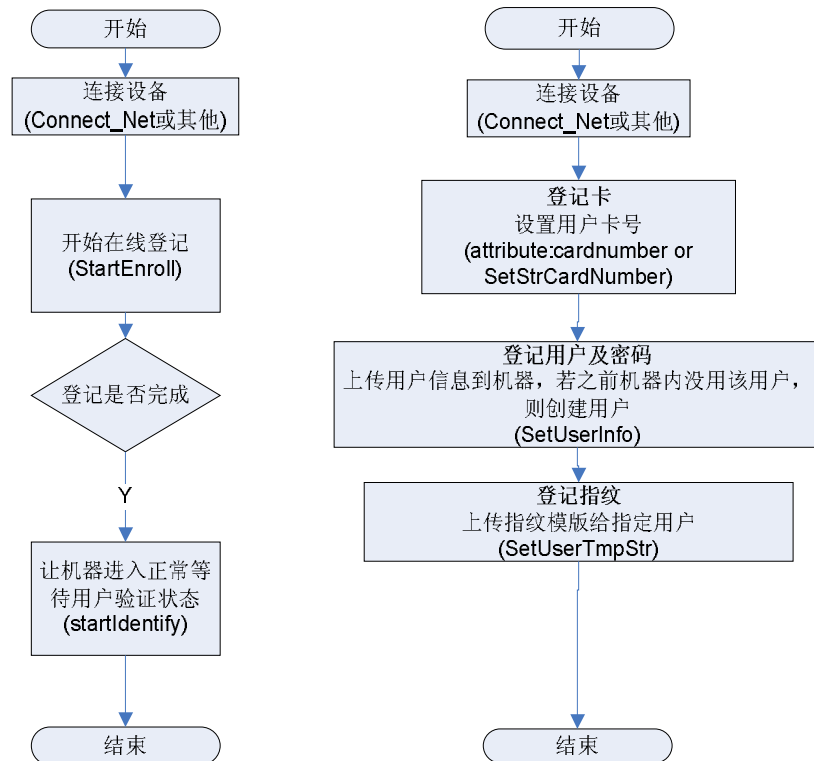 开始
连接设备
(Connect_Net或其他)
开始在线登记
(StartEnroll)
登记是否完成
Y
让机器进入正常等
待用户验证状态
(startIdentify)
结束
开始
连接设备
(Connect_Net或其他)
登记卡
设置用户卡号
(attribute:cardnumber or
SetStrCardNumber)
登记用户及密码
上传用户信息到机器，若之前机器内没用该用户，
则创建用户
(SetUserInfo)
登记指纹
上传指纹模版给指定用户
(SetUserTmpStr)
结束